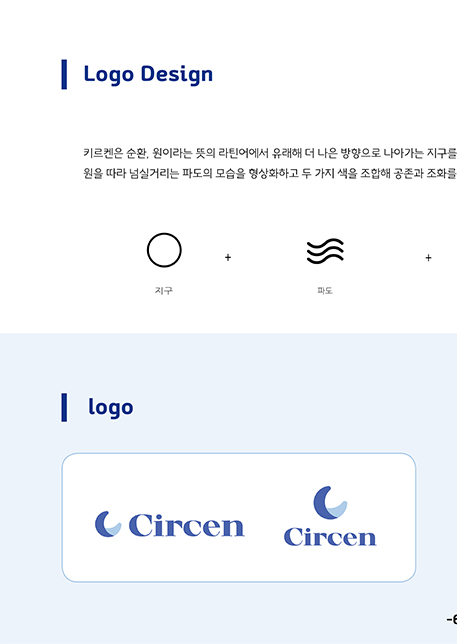 Logo Design
키르켄은 순환, 원이라는 뜻의 라틴어에서 유래해 더 나은 방향으로 나아가는 지구를
원을 따라 넘실거리는 파도의 모습을 형상화하고 두 가지 색을 조합해 공존과 조화를
+ +
지구 파도
logo
Circen Circen
-6